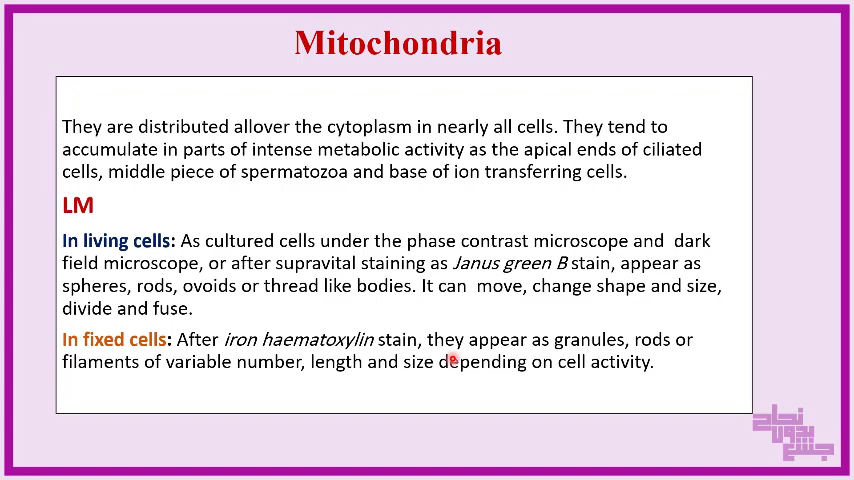 Mitochondria
They are distributed allover the cytoplasm in nearly all cells. They tend to
accumulate in parts of intense metabolic activity as the apical ends of ciliated
cells, middle piece of spermatozoa and base of ion transferring cells.
LM
In living cells: As cultured cells under the phase contrast microscope and dark
field microscope, or after supravital staining as Janus green B stain, appear as
spheres, rods, ovoids or thread like bodies. It can move, change shape and size,
divide and fuse.
In fixed cells: After iron haematoxylin stain, they appear as granules, rods or
filaments of variable number, length and size depending on cell activity.
نجاح
بدون
جشع